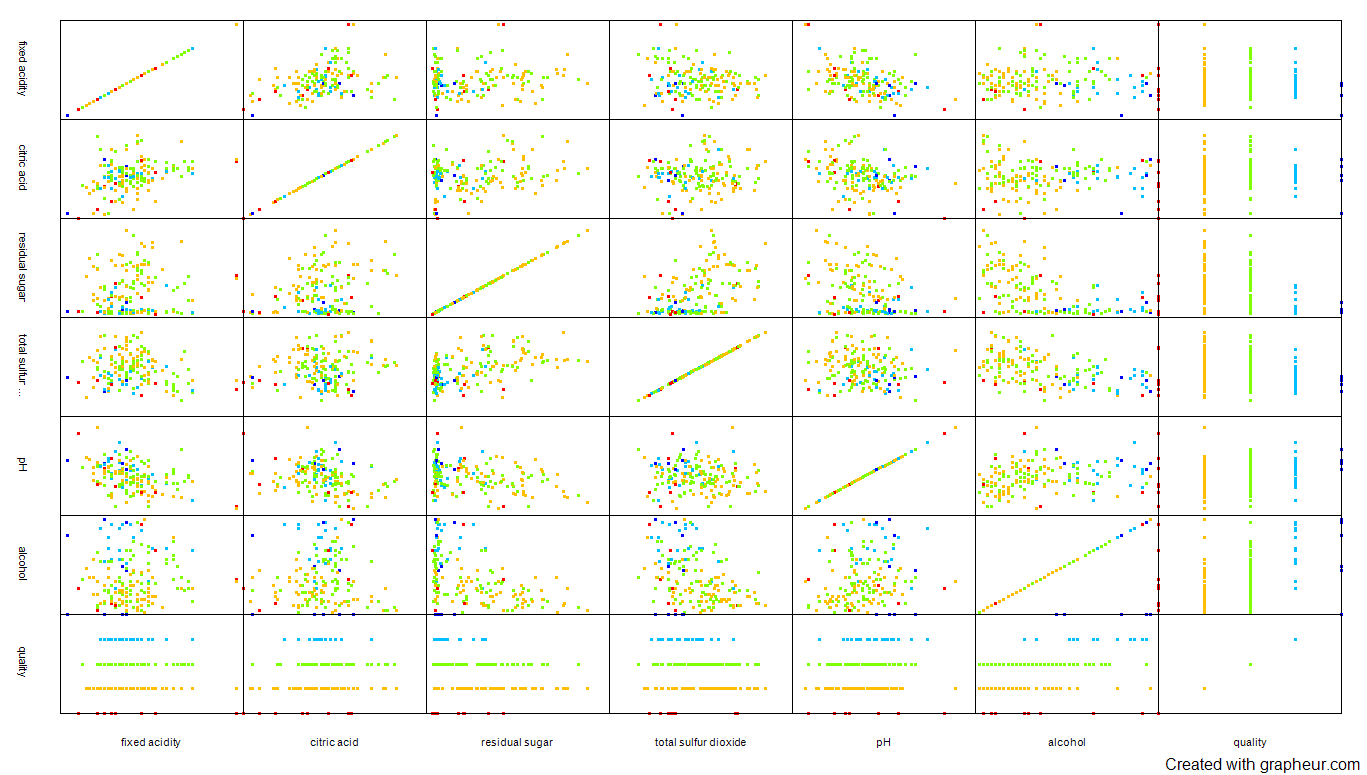 fixed acidity
citric acid
residual sugar
total sulfur ...
pH
alcohol
quality
fixed acidity
citric acid
residual sugar
total sulfur dioxide
pH
alcohol
quality
Created with grapheur.com